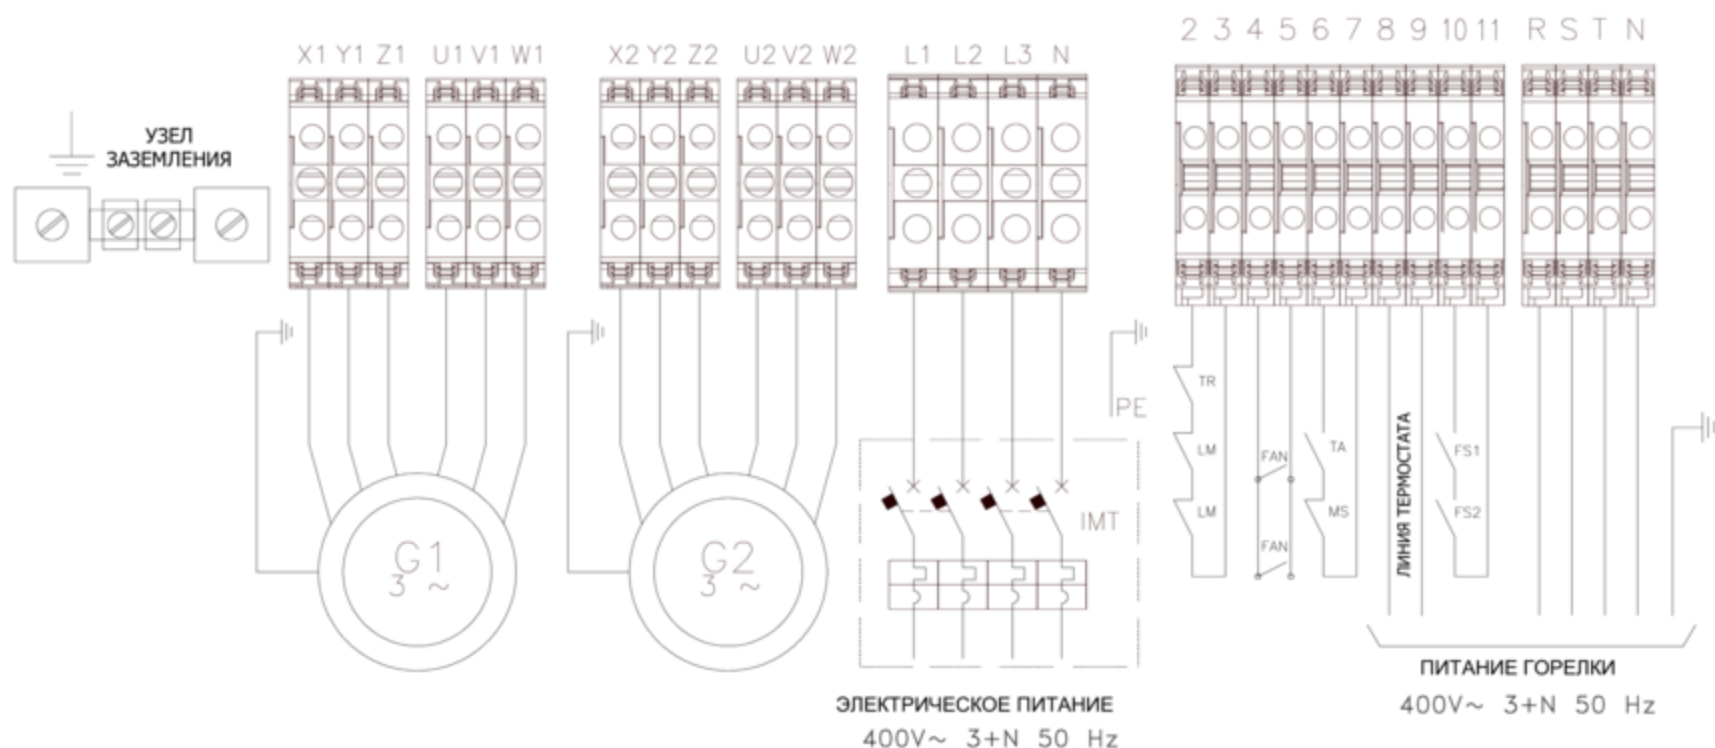 X1 Y1 Z1 U1 V1 W1 X2 Y2 Z2 U2 V2 W2 L1 L2 L3 N 2 3 4 5 6 7 8 9 10 11 R S T N
УЗЕЛ
ЗАЗЕМЛЕНИЯ
TR
PE
LM
FAN
TA
FS1
LM
MS
FS2
FAN
ЛИНИЯ ТЕРМОСТАТА
IMT
G1
3 ~
G2
3 ~
ПИТАНИЕ ГОРЕЛКИ
400V~ 3+N 50 Hz
ЭЛЕКТРИЧЕСКОЕ ПИТАНИЕ
400V~ 3+N 50 Hz